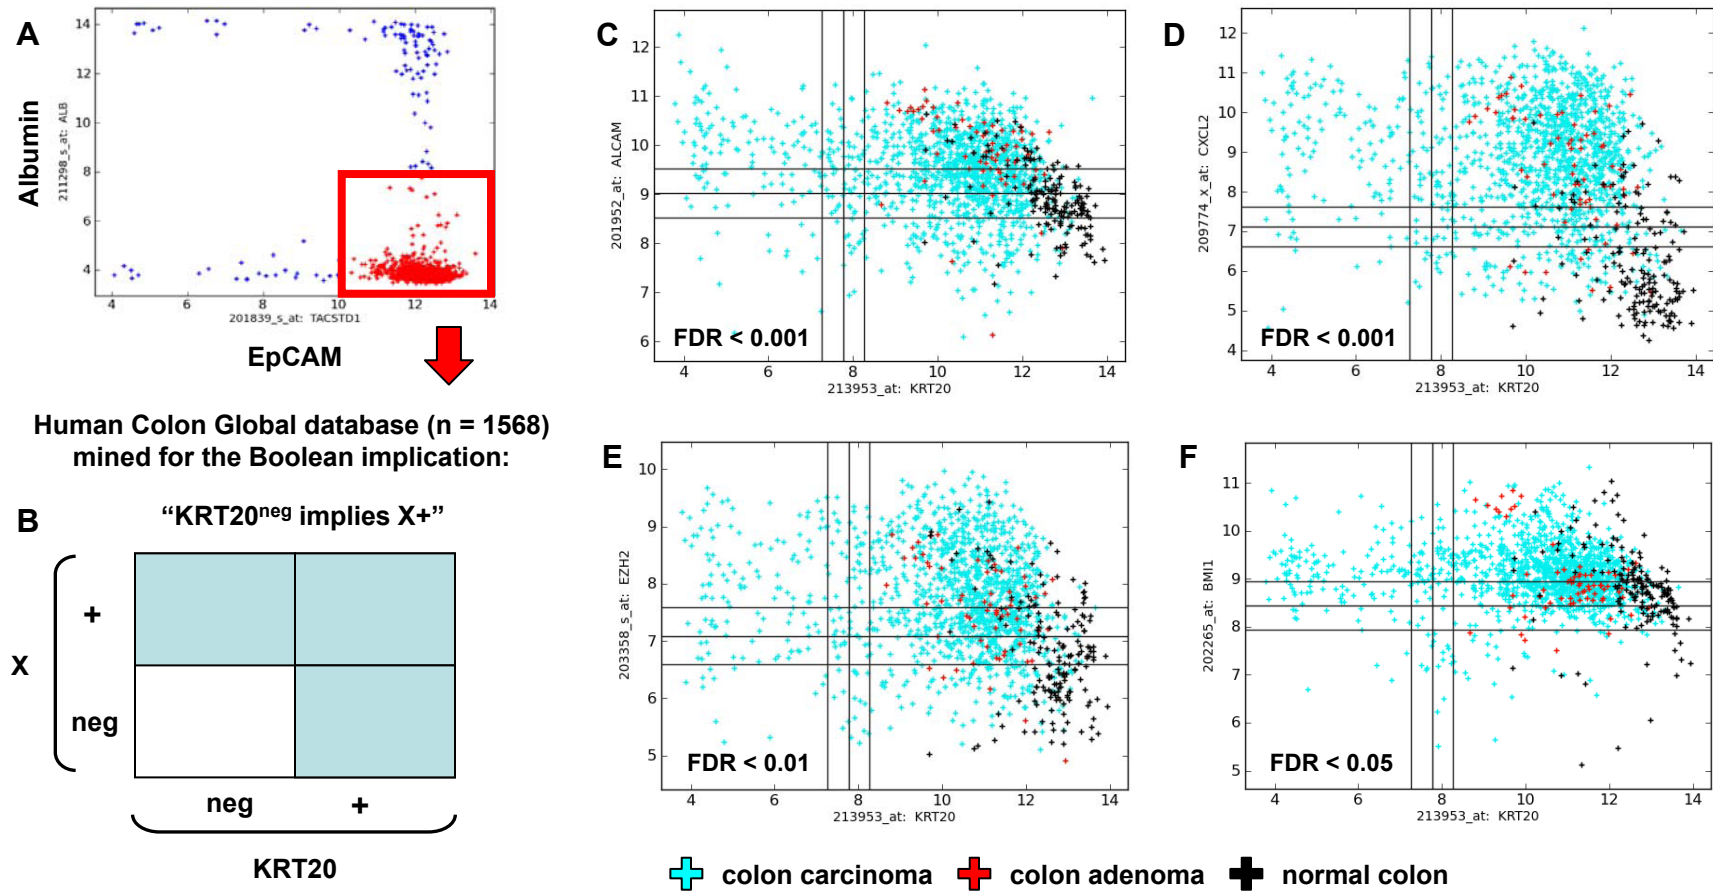 A
14
12
10
8
6
4
Albumin
211298_s_at: ALB
4
6
8
10
12
14
201839_s_at: TACSTD1
EpCAM
Human Colon Global database (n = 1568)
mined for the Boolean implication:
B
“KRT20neg implies X+”
X
+
neg
neg
+
KRT20
C
12
11
10
9
8
7
6
201952_at: ALCAM
FDR < 0.001
4
6
8
10
12
14
213953_at: KRT20
D
12
11
10
9
8
7
6
5
4
209774_x_at: CXCL2
FDR < 0.001
4
6
8
10
12
14
213953_at: KRT20
E
10
9
8
7
6
5
203358_s_at: EZH2
FDR < 0.01
4
6
8
10
12
14
213953_at: KRT20
F
11
10
9
8
7
6
5
202265_at: BMI1
FDR < 0.05
4
6
8
10
12
14
213953_at: KRT20
colon carcinoma
colon adenoma
normal colon